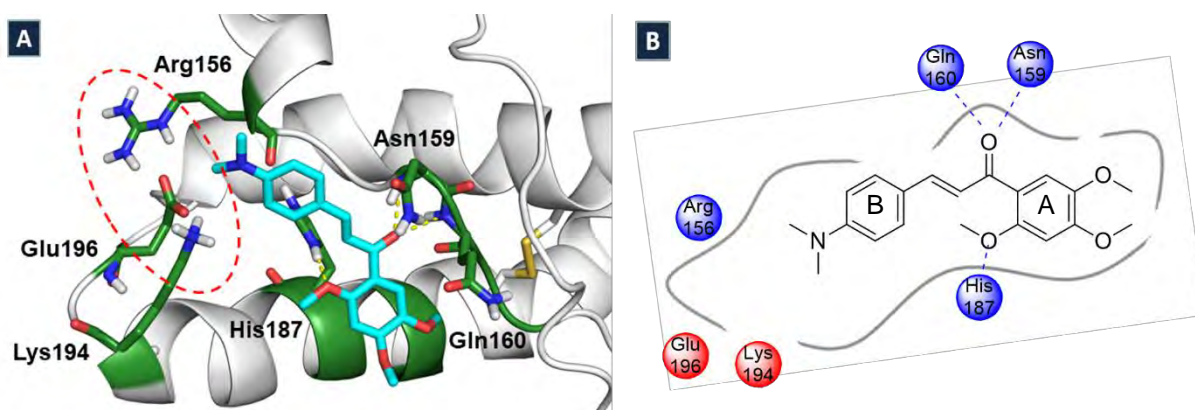 A
Arg156
Asn159
Glu196
Lys194
His187
Gln160
B
Gln
160
Asn
159
O
Arg
156
B
A
O
O
O
N
His
187
Glu
196
Lys
194